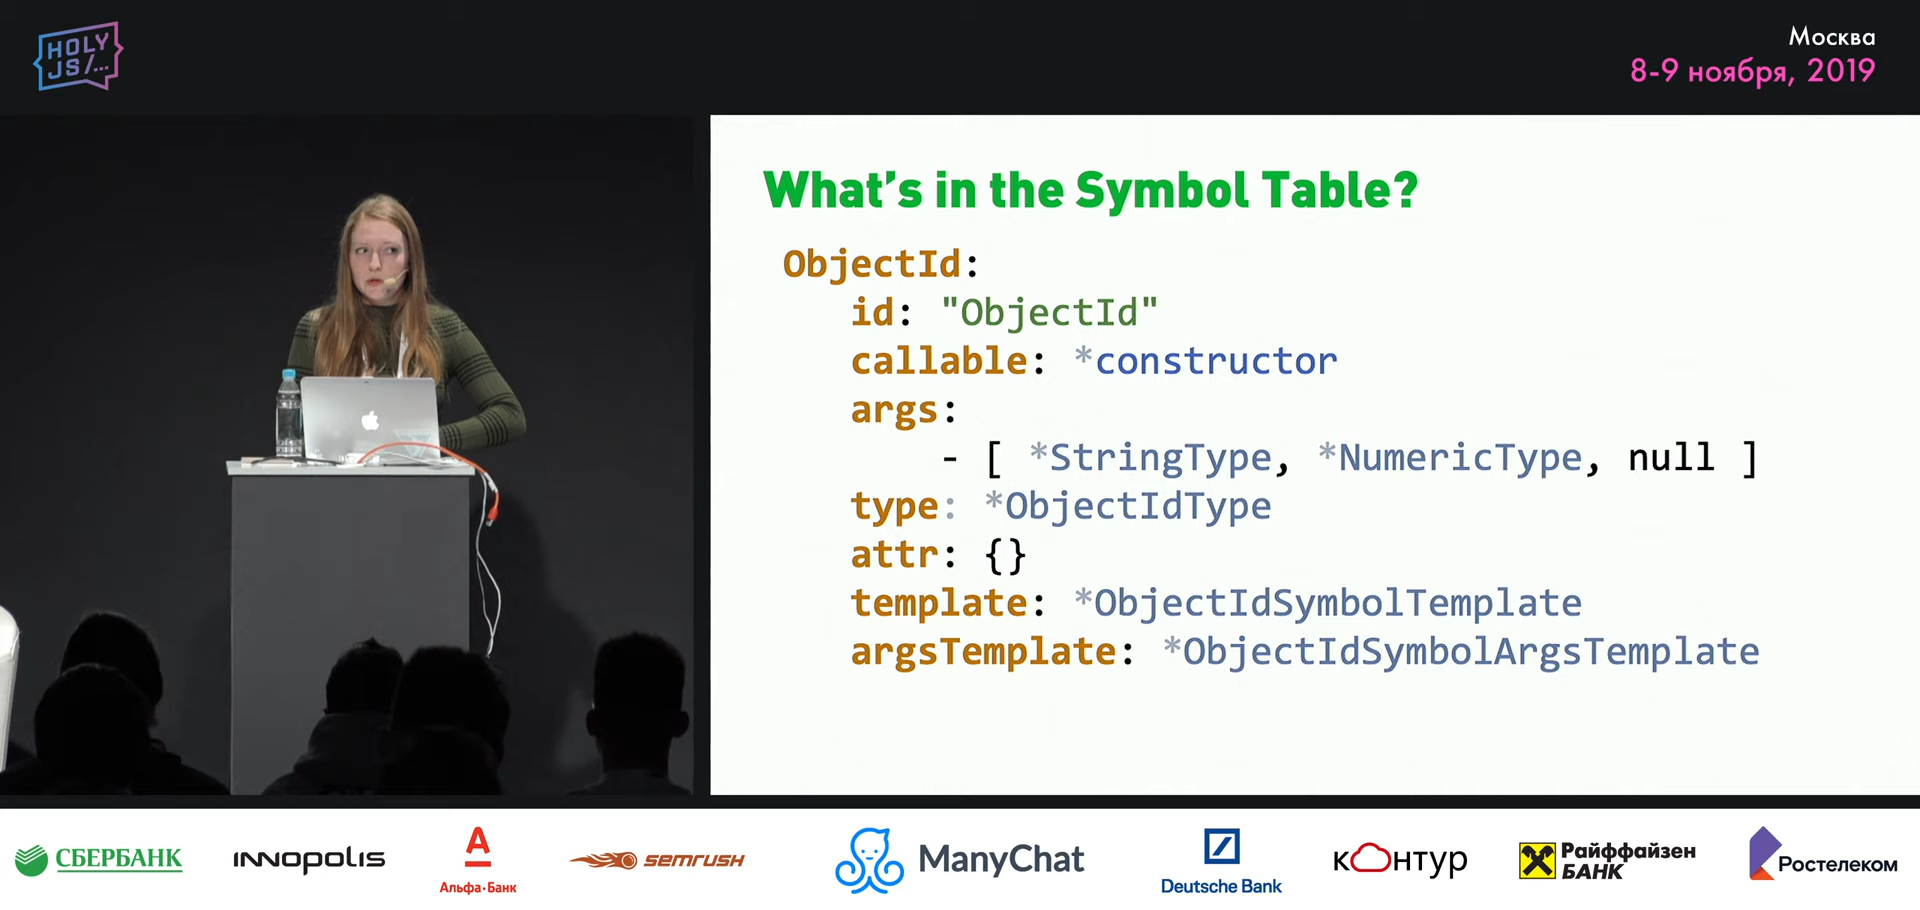 HOLY
JS/...
Москва
8-9 ноября, 2019
What's in the Symbol Table?
ObjectId:
id: "ObjectId"
callable: *constructor
args:
- [ *StringType, *NumericType, null ]
type: *ObjectIdType
attr: {}
template: *ObjectIdSymbolTemplate
argsTemplate: *ObjectIdSymbolArgsTemplate
СБЕРБАНК
INNOPOLIS
А
Альфа·Банк
SEMRUSH
ManyChat
Deutsche Bank
кОнтур
Райффайзен
БАНК
Ростелеком